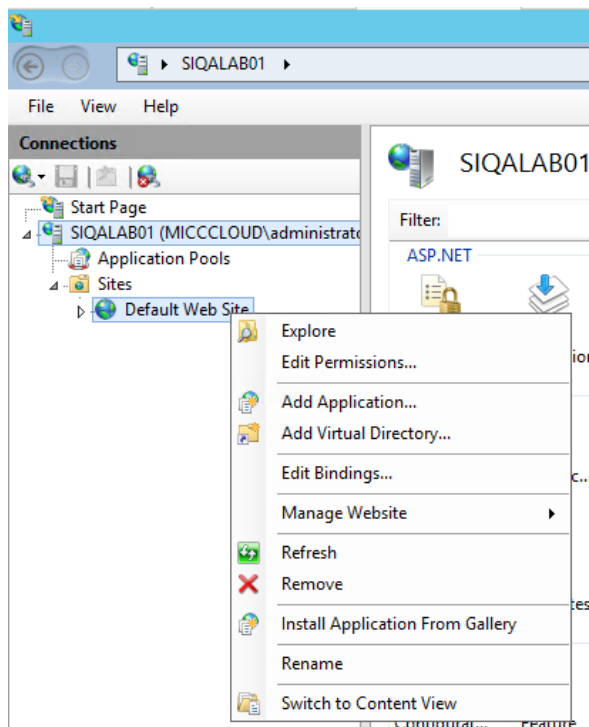 SIQALAB01
File View Help
Connections
SIQALAB01
Start Page
Filter:
SIQALAB01 (MICCCLOUD\administrato
ASP.NET
Application Pools
Sites
Default Web Site
Explore
Edit Permissions...
Add Application...
Add Virtual Directory...
Edit Bindings...
c...
Manage Website
Refresh
Remove
Install Application From Gallery
Rename
Switch to Content View
Configurat... Feature